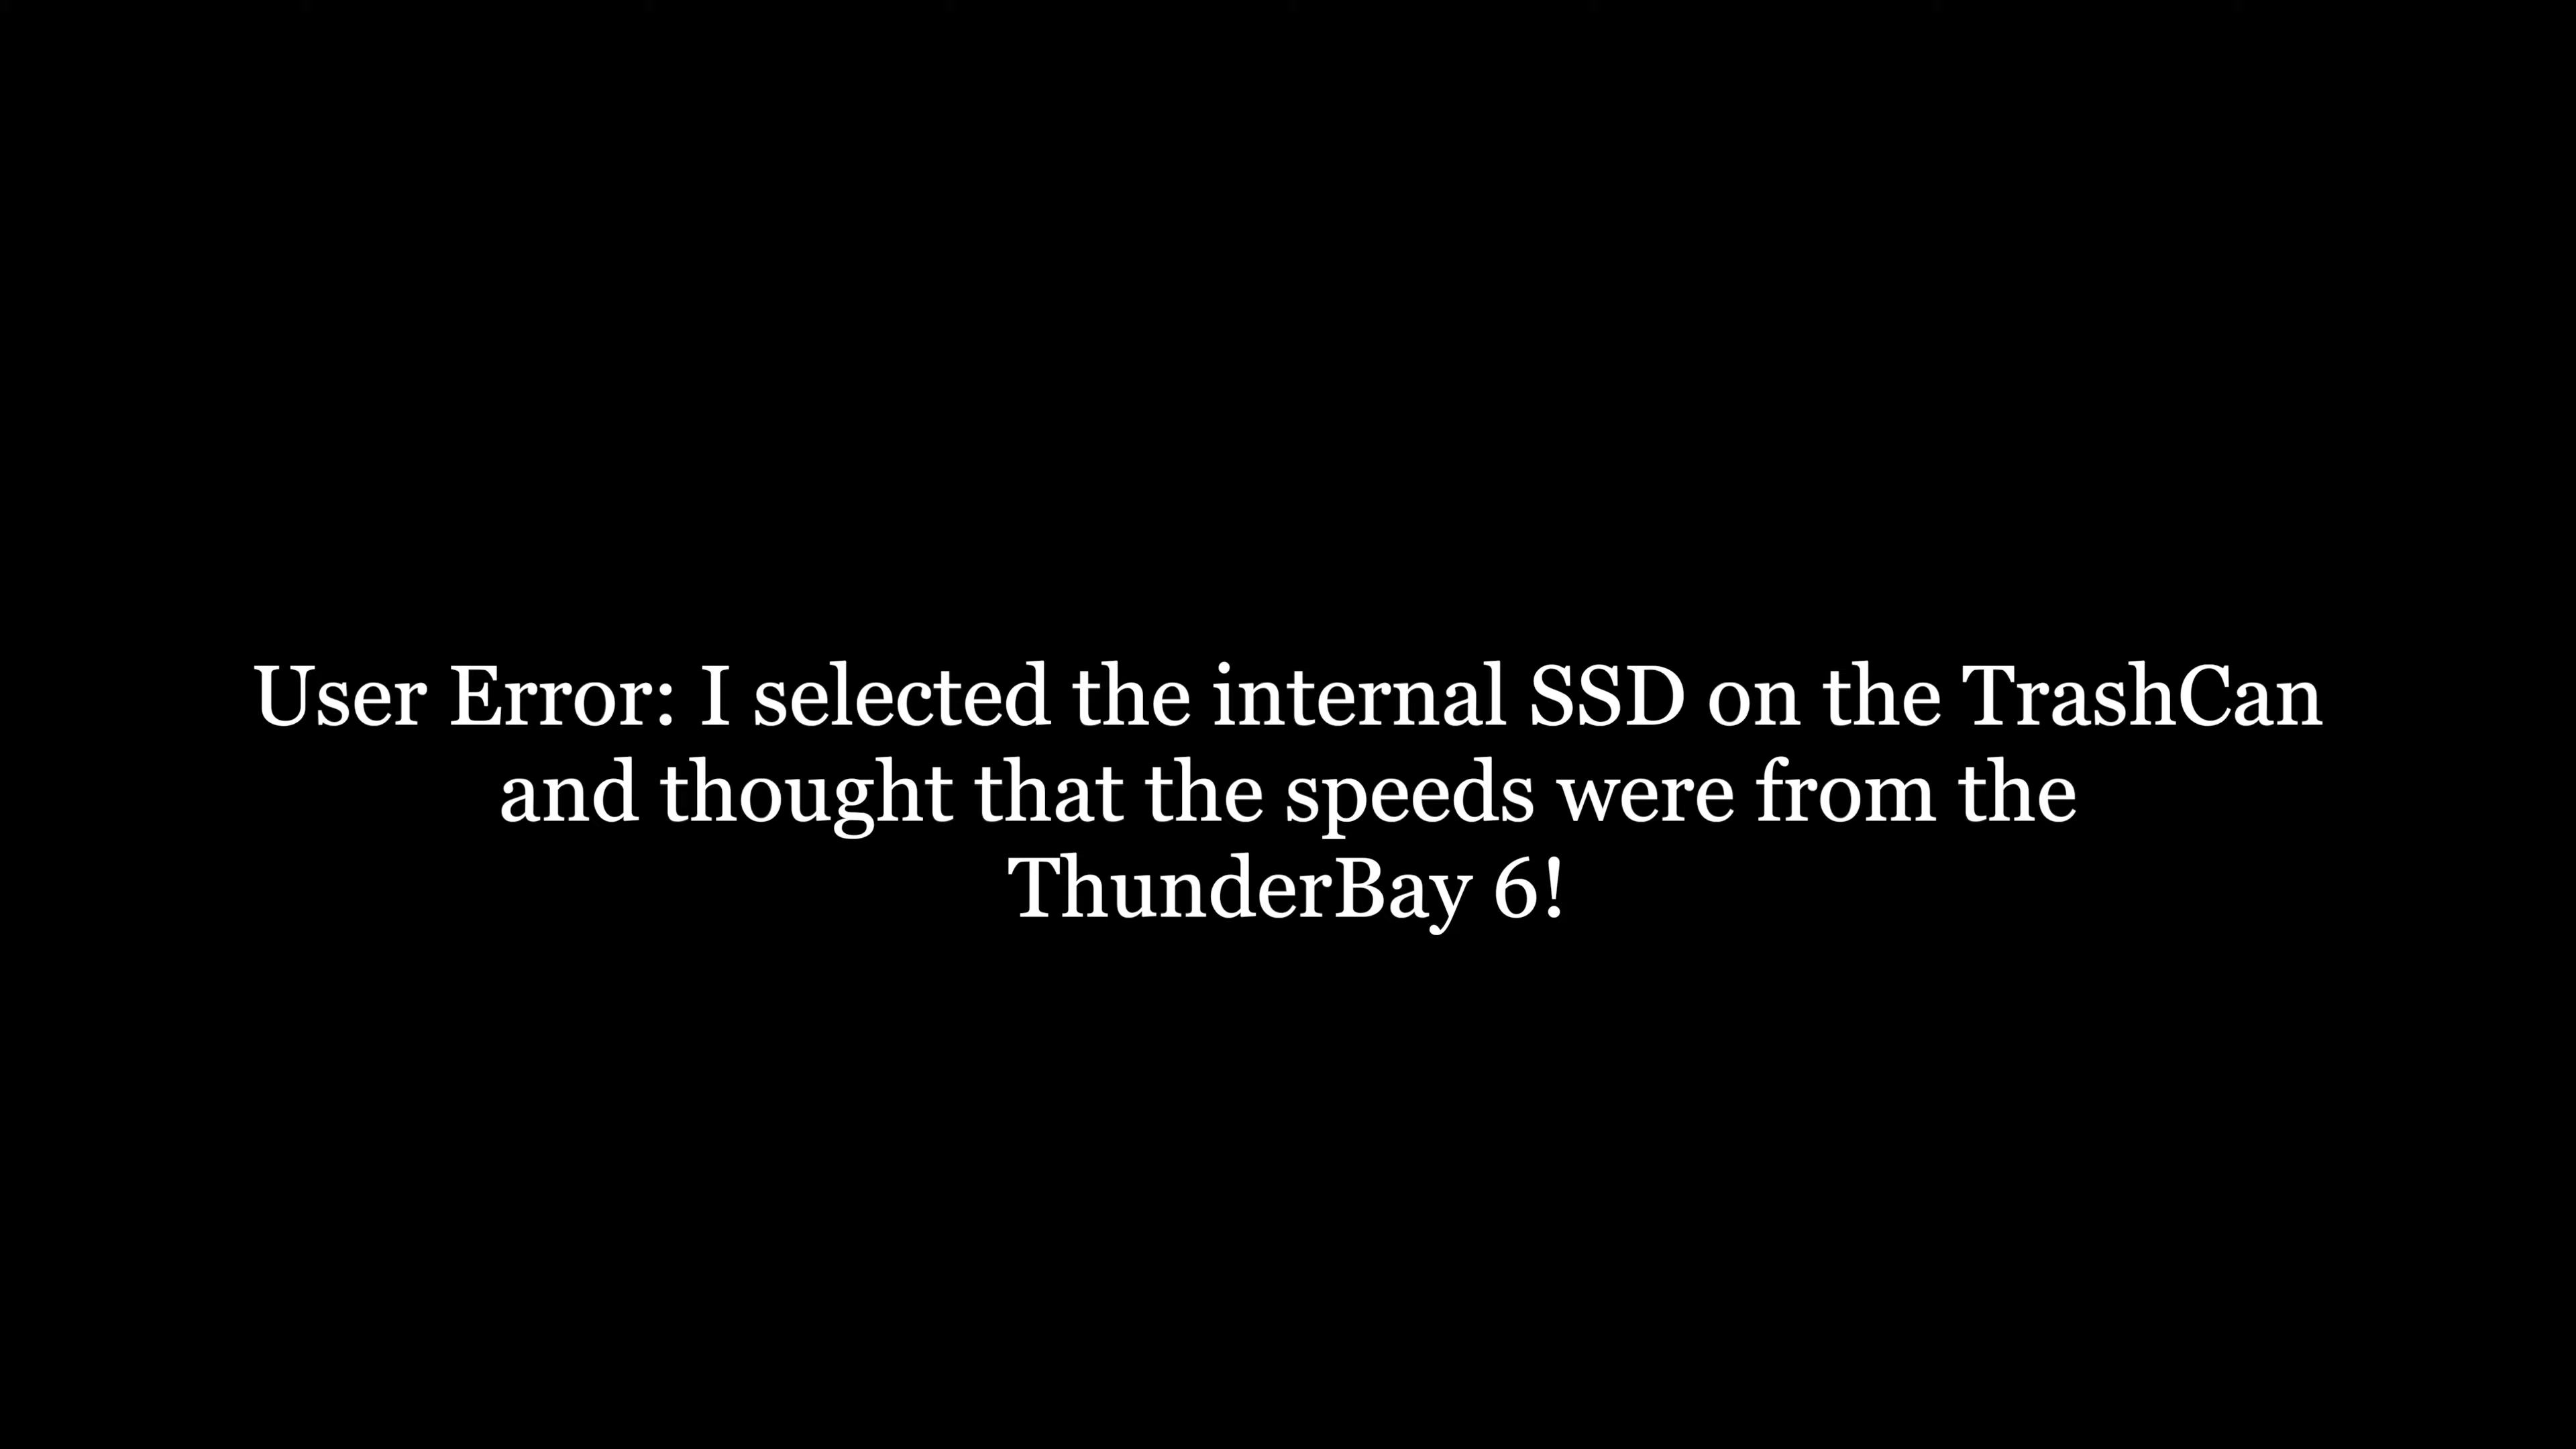 User Error: I selected the internal SSD on the TrashCan
and thought that the speeds were from the
ThunderBay 6!